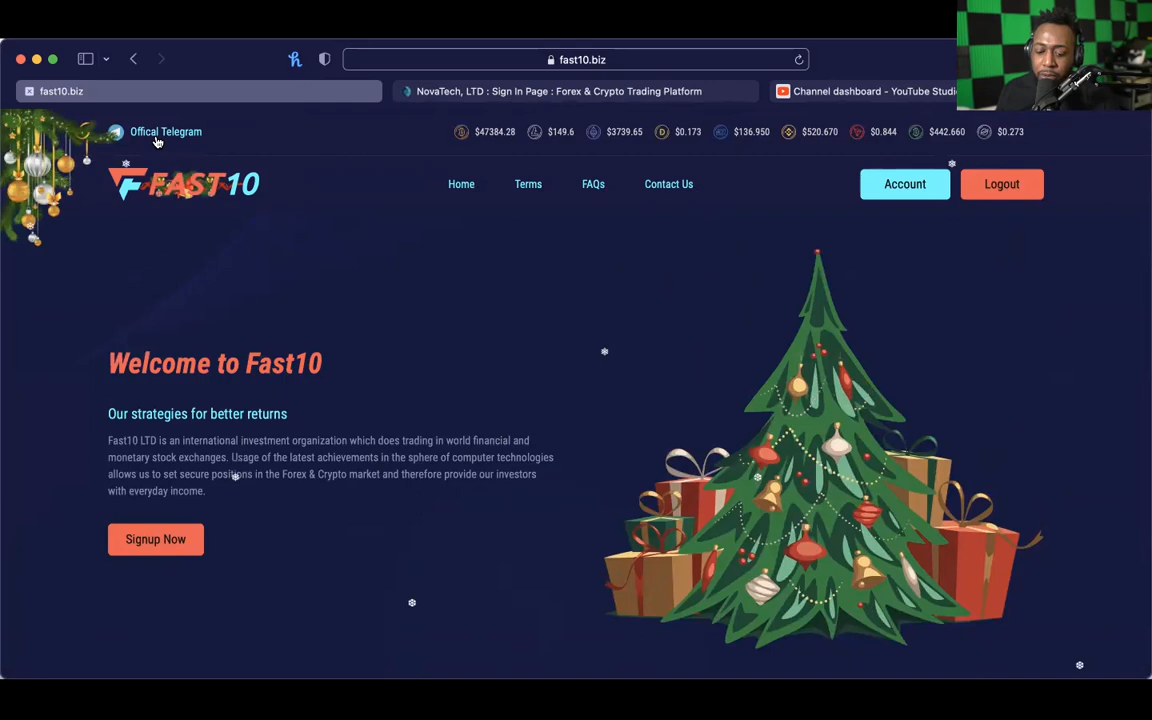 fast10.biz
fast10.biz
NovaTech, LTD : Sign In Page : Forex & Crypto Trading Platform
Channel dashboard - YouTube Studio
Offical Telegram
$47384.28 $149.6 $3739.65 $0.173 $136.950 $520.670 $0.844 $442.660 $0.273
FAST10
Home Terms FAQs Contact Us
Account Logout
Welcome to Fast10
Our strategies for better returns
Fast10 LTD is an international investment organization which does trading in world financial and
monetary stock exchanges. Usage of the latest achievements in the sphere of computer technologies
allows us to set secure positions in the Forex & Crypto market and therefore provide our investors
with everyday income.
Signup Now